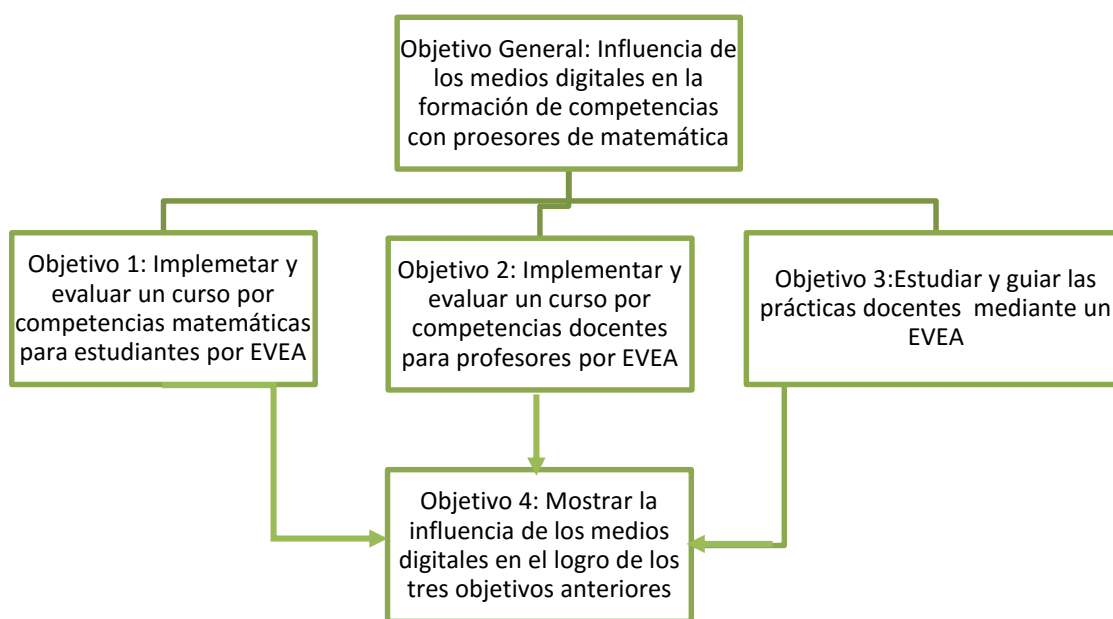 Objetivo General: Influencia de
los medios digitales en la
formación de competencias
con proesores de matemática
Objetivo 1: Implemetar y
evaluar un curso por
competencias matemáticas
para estudiantes por EVEA
Objetivo 2: Implementar y
evaluar un curso por
competencias docentes
para profesores por EVEA
Objetivo 3:Estudiar y guiar las
prácticas docentes mediante un
EVEA
Objetivo 4: Mostrar la
influencia de los medios
digitales en el logro de los
tres objetivos anteriores